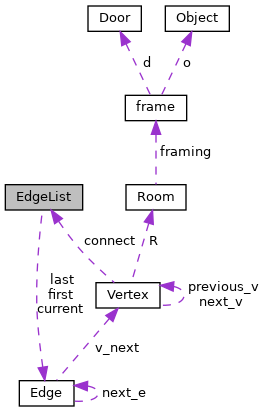 Door
Object
d
o
frame
framing
EdgeList
Room
connect
R
last
first
current
Vertex
previous_v
next_v
v_next
Edge
next_e